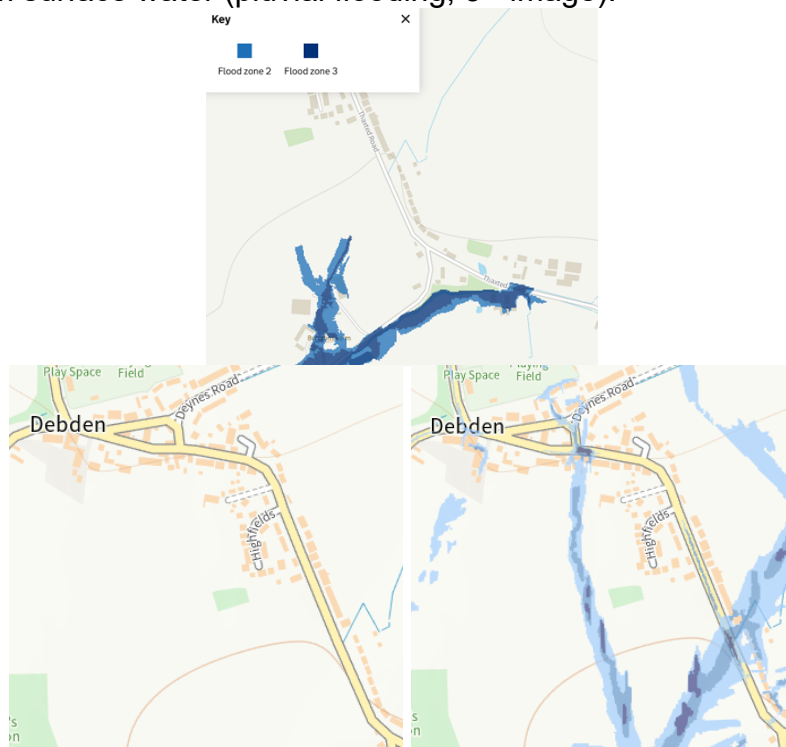 surface water (pluvial flooding, 3rd image).
Key ×
Flood zone 2 Flood zone 3
Thaxted Road
Thaxted
Play Space
Playing Field
Debden
Deynes Road
Highfields
's
n
Play Space
Playing Field
Debden
Deynes Road
Highfields
's
n